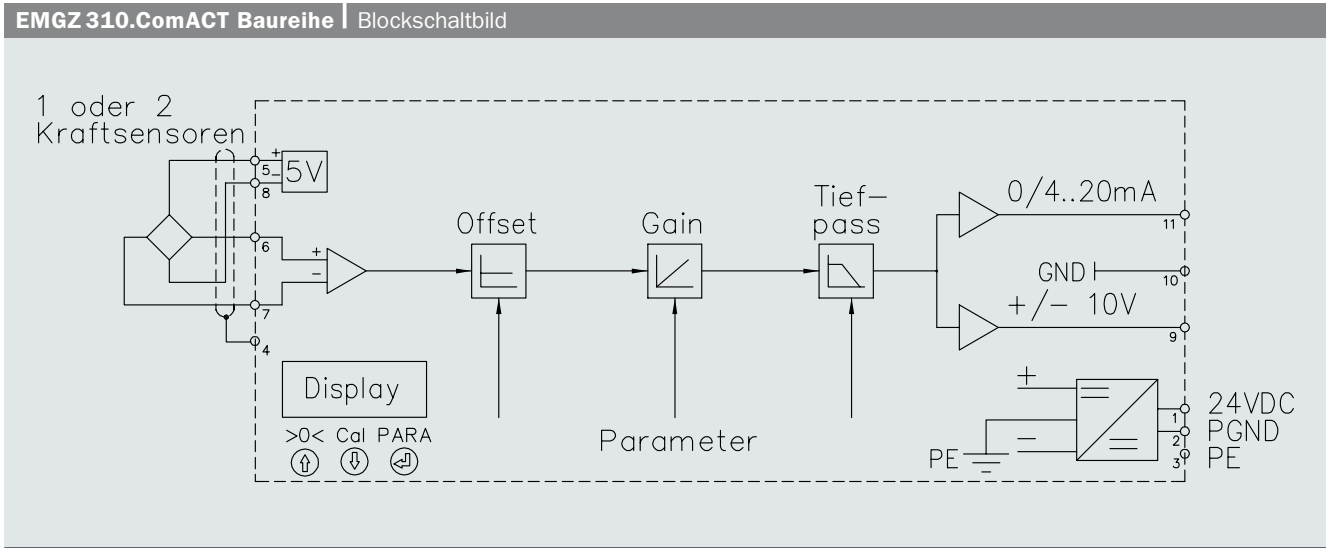 EMGZ 310.ComACT Baureihe | Blockschaltbild
1 oder 2
Kraftsensoren
+
5
-
8
5V
6
+
-
7
4
Offset
Gain
Tief-
pass
0/4..20mA
11
GND
10
+/- 10V
9
Display
>0< Cal PARA
Parameter
+
-
PE
1
24VDC
2
PGND
3
PE